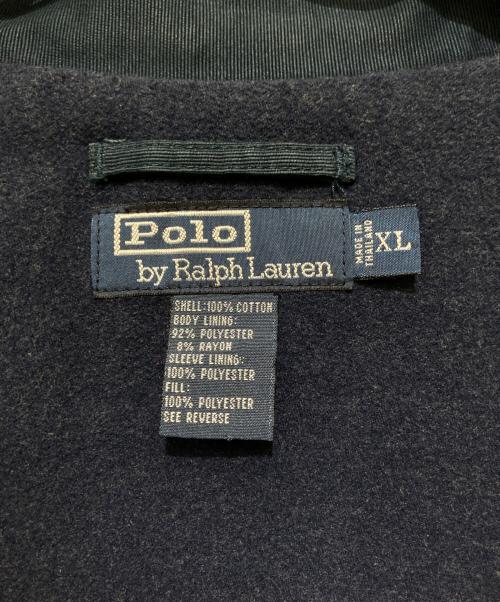 Polo
by Ralph Lauren
MADE IN
THAILAND
XL
SHELL:100% COTTON
BODY LINING:
92% POLYESTER
8% RAYON
SLEEVE LINING:
100% POLYESTER
FILL:
100% POLYESTER
SEE REVERSE